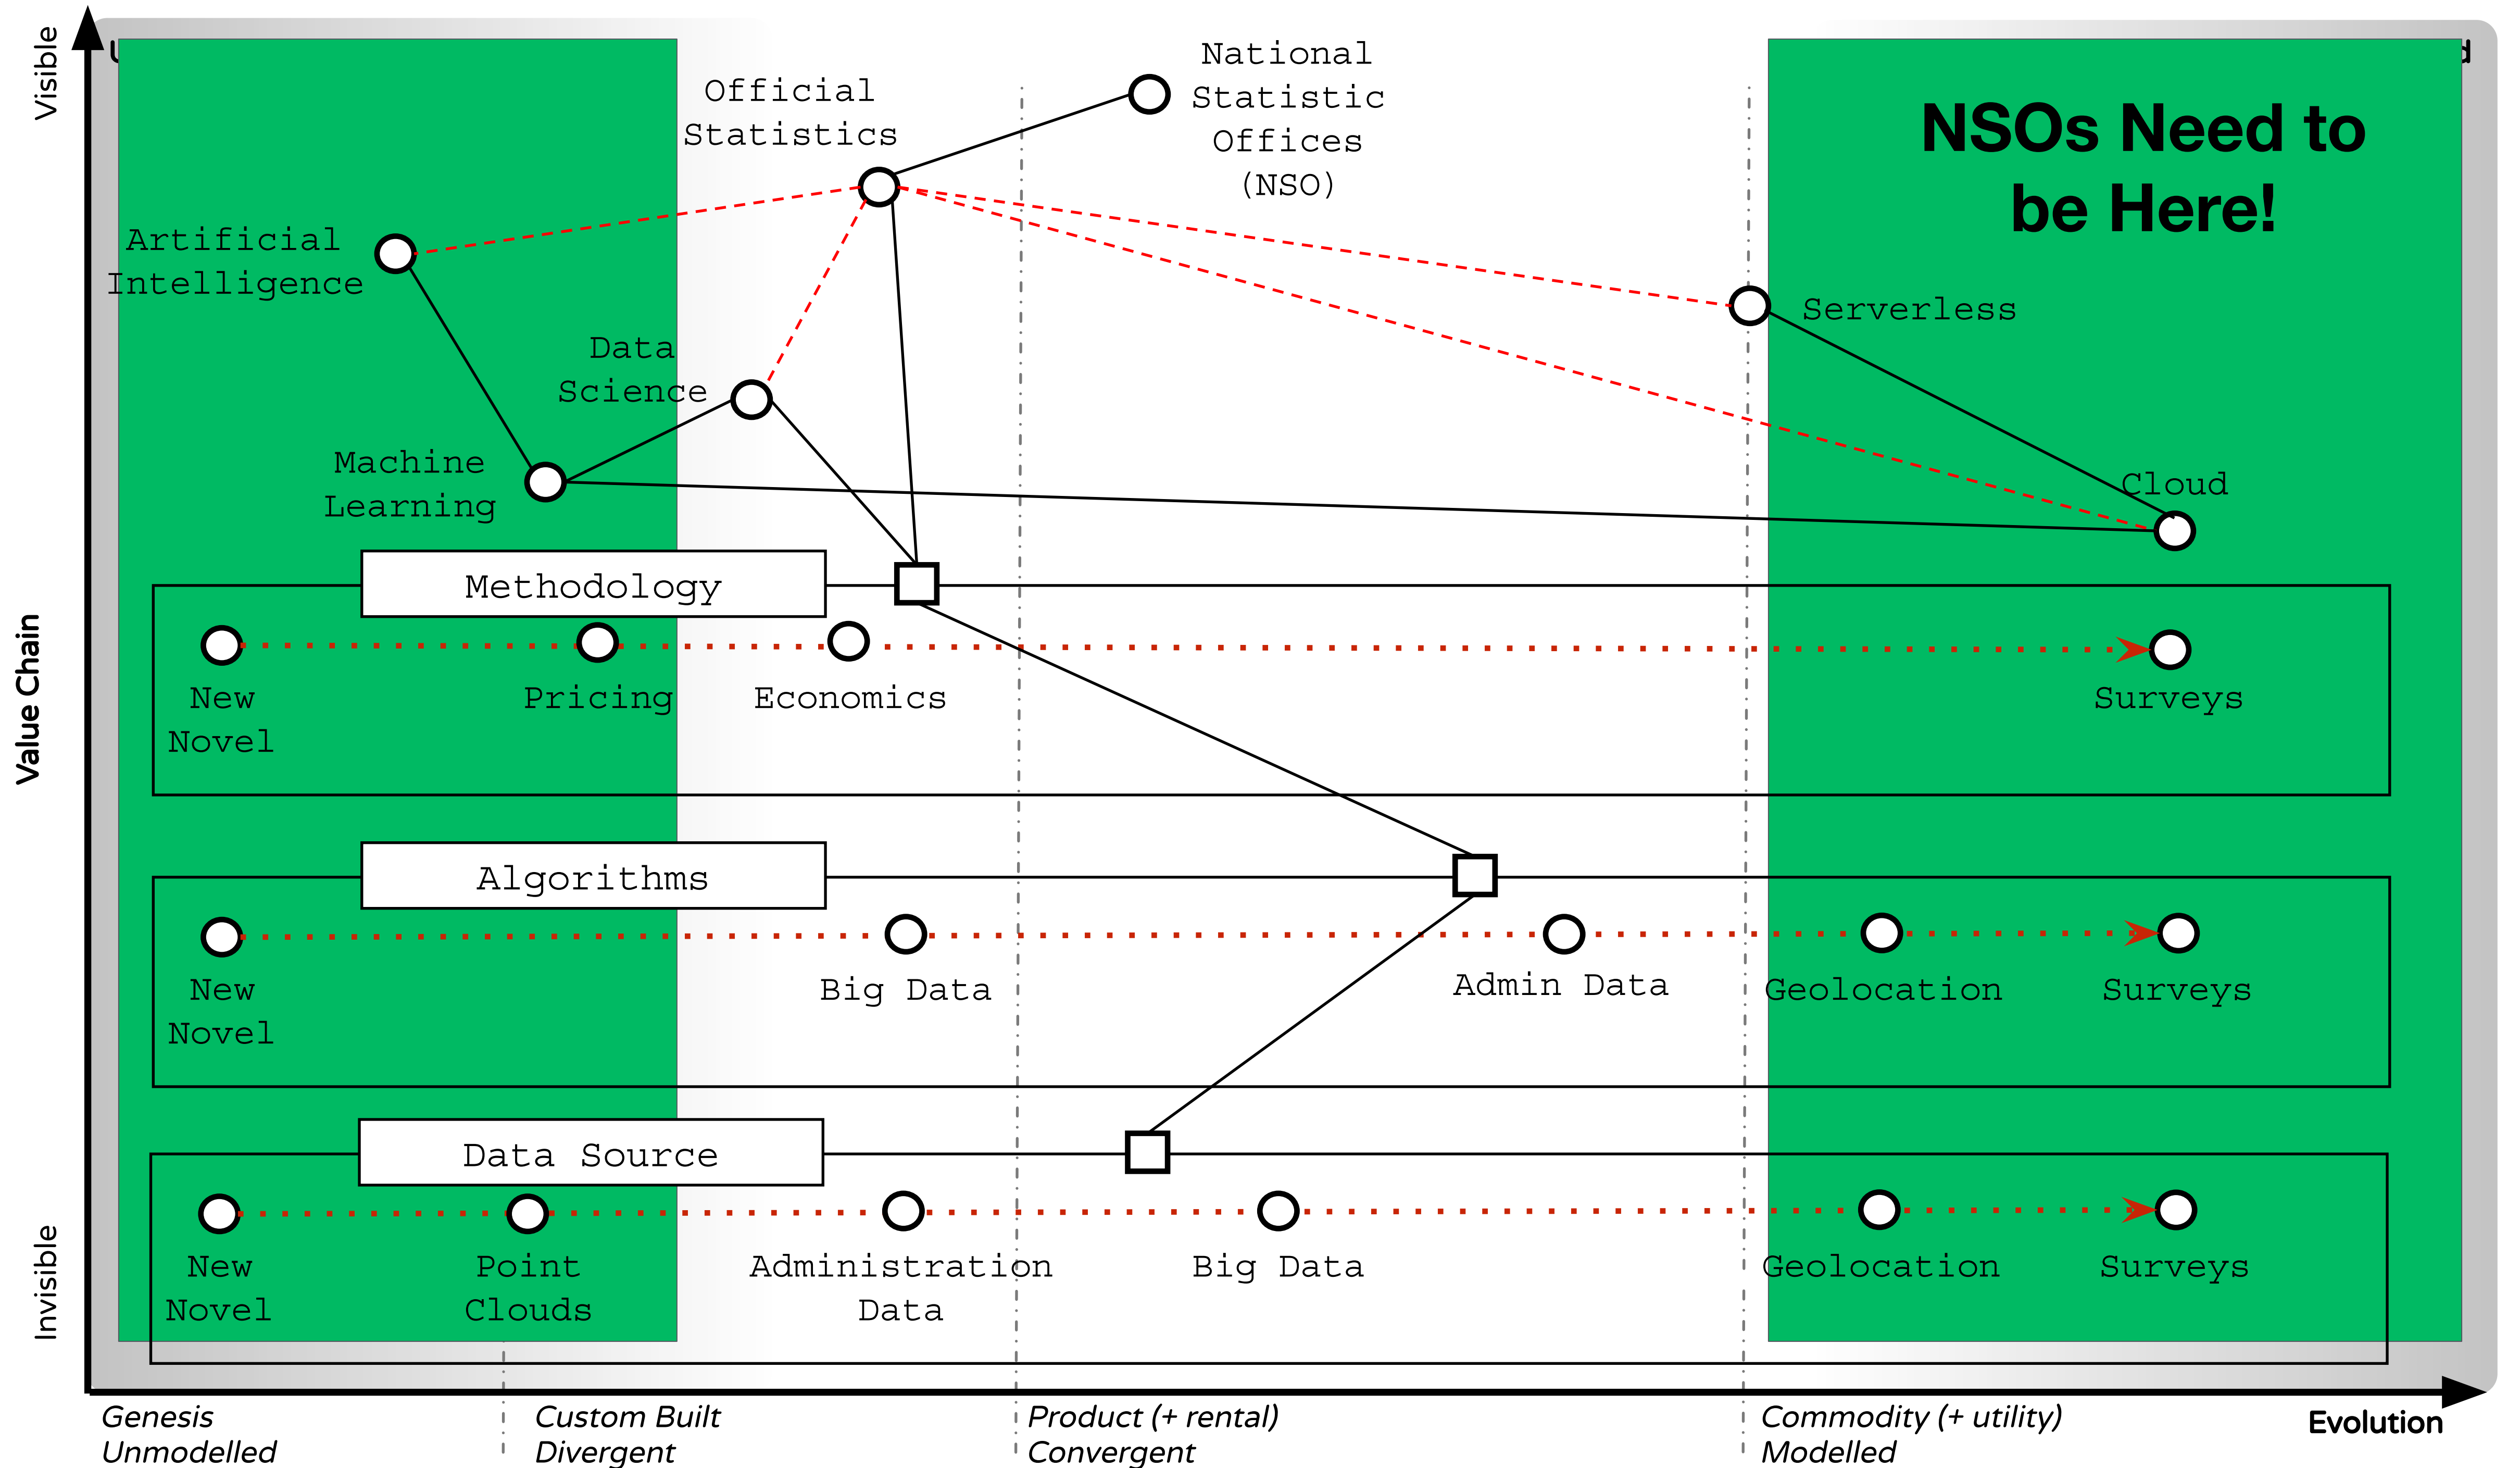 Visible
National
Statistic
Offices
(NSO)
Official
Statistics
NSOs Need to
be Here!
Artificial
Intelligence
Serverless
Data
Science
Machine
Learning
Cloud
Methodology
New
Novel
Pricing
Economics
Surveys
Value Chain
Algorithms
New
Novel
Big Data
Admin Data
Geolocation
Surveys
Data Source
New
Novel
Point
Clouds
Administration
Data
Big Data
Geolocation
Surveys
Invisible
Genesis
Unmodelled
Custom Built
Divergent
Product (+ rental)
Convergent
Commodity (+ utility)
Modelled
Evolution